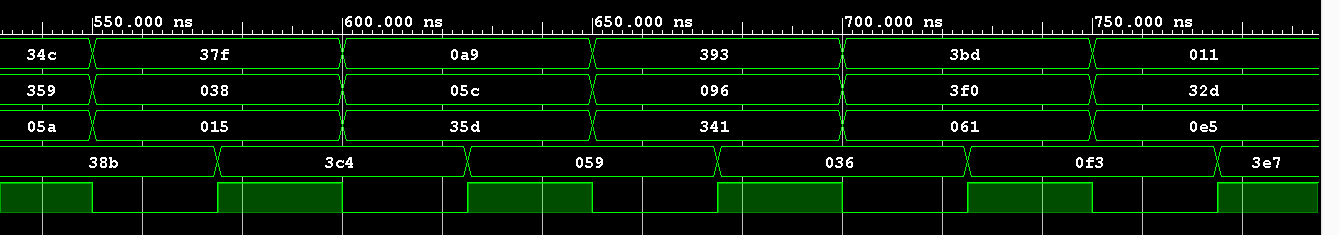 550.000 ns 600.000 ns 650.000 ns 700.000 ns 750.000 ns
34c 37f 0a9 393 3bd 011
359 038 05c 096 3f0 32d
05a 015 35d 341 061 0e5
38b 3c4 059 036 0f3 3e7